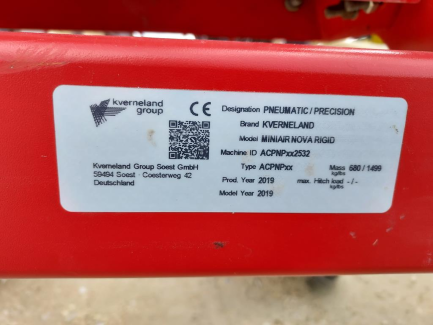 kverneland
group
CE
Kverneland Group Soest GmbH
59494 Soest Coesterweg 42
Deutschland
Designation PNEUMATIC/PRECISION
Brand KVERNELAND
Model MINIAIR NOVA RIGID
Machine ID ACPNPxx2532
Type ACPNPxx Mass kg/lbs 680/1499
Prod. Year 2019 max. Hitch load kg/lbs -/-
Model Year 2019